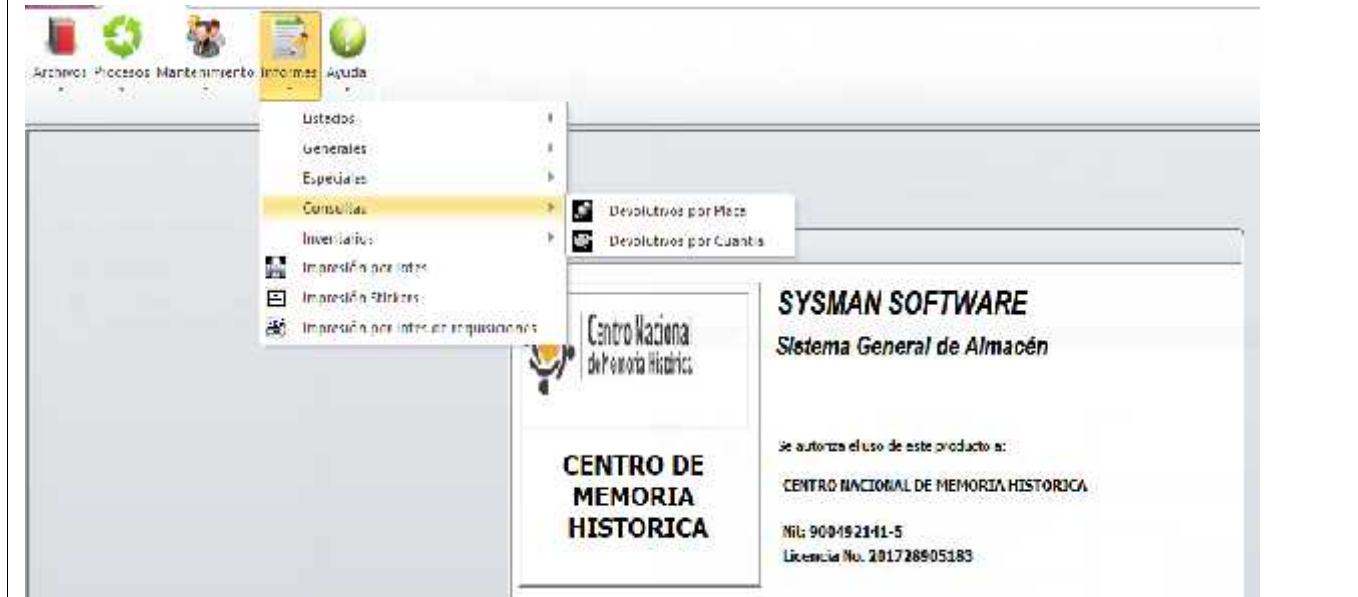 Archivos Procesos Mantenimiento Informes Ayuda
Listados
Generales
Especiales
Consultas
Inventarios
Impresión por lotes
Impresión Stickers
Impresión por lotes de requisiciones
Devolutivos por Placa
Devolutivos por Cuantía
Centro Nacional
de Memoria Histórica
CENTRO DE
MEMORIA
HISTORICA
SYSMAN SOFTWARE
Sistema General de Almacén
Se autoriza el uso de este producto a:
CENTRO NACIONAL DE MEMORIA HISTORICA
Nit: 900492141-5
Licencia No. 201728905183